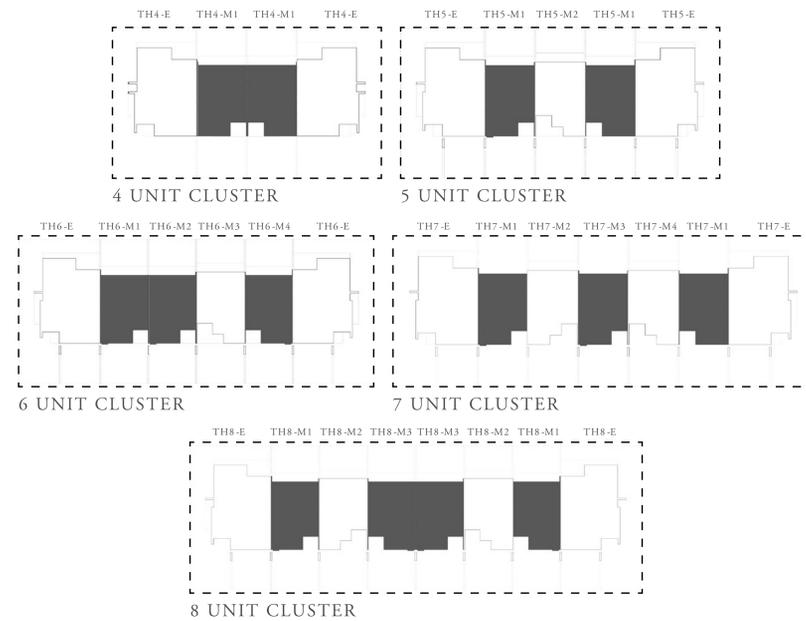 TH4-E TH4-M1 TH4-M1 TH4-E
4 UNIT CLUSTER
TH5-E TH5-M1 TH5-M2 TH5-M1 TH5-E
5 UNIT CLUSTER
TH6-E TH6-M1 TH6-M2 TH6-M3 TH6-M4 TH6-E
6 UNIT CLUSTER
TH7-E TH7-M1 TH7-M2 TH7-M3 TH7-M4 TH7-M1 TH7-E
7 UNIT CLUSTER
TH8-E TH8-M1 TH8-M2 TH8-M3 TH8-M3 TH8-M2 TH8-M1 TH8-E
8 UNIT CLUSTER